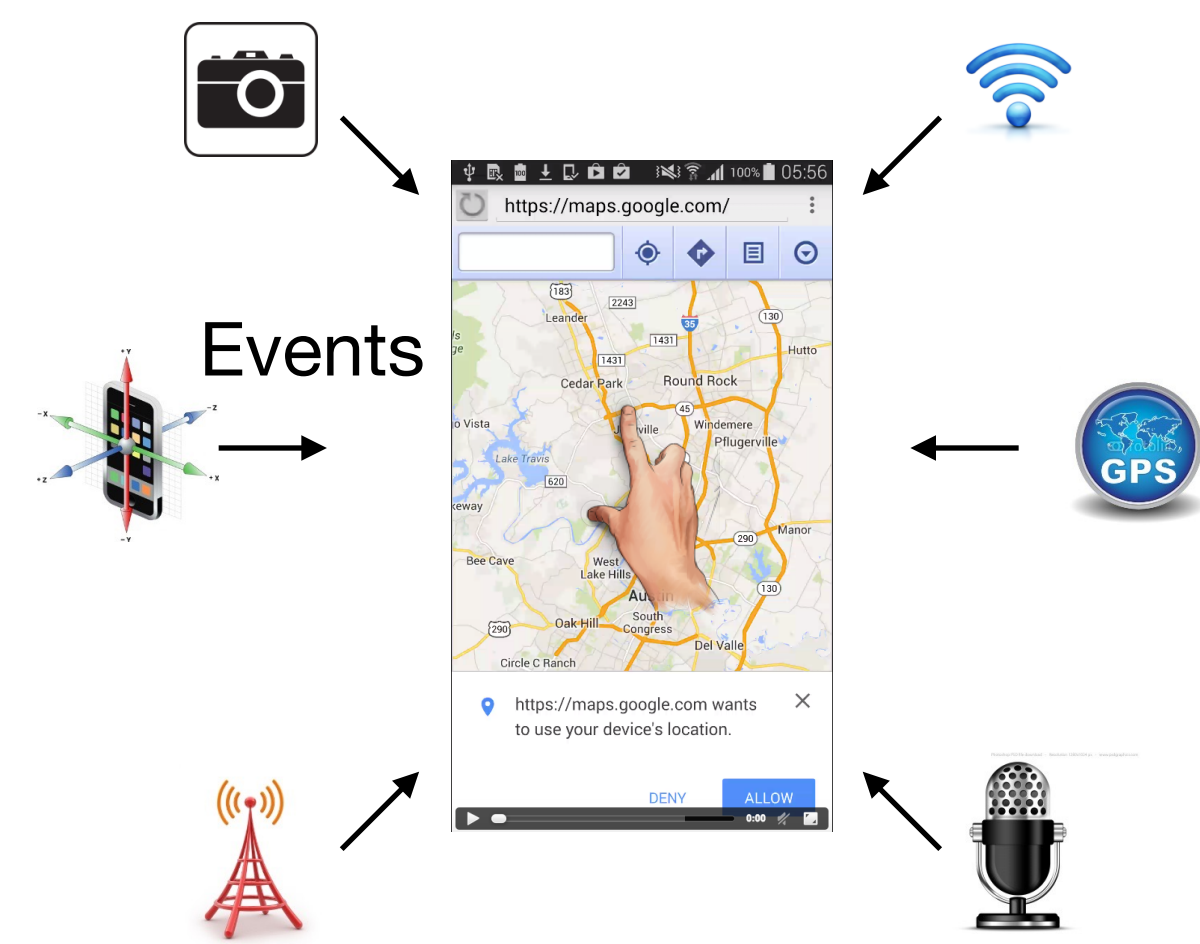 100% 05:56
https://maps.google.com/
183
2243
Leander
130
35
1431
Hutto
1431
Events
Cedar Park
Round Rock
45
o Vista
Windemere
Pflugerville
Lake Travis
620
keway
290
Manor
Bee Cave
West
Lake Hills
130
Austin
South
Congress
290
Oak Hill
Del Valle
Circle C Ranch
https://maps.google.com wants
to use your device's location.
DENY
ALLOW
0:00
+Y
-X
-Z
+Z
+X
-Y
GPS